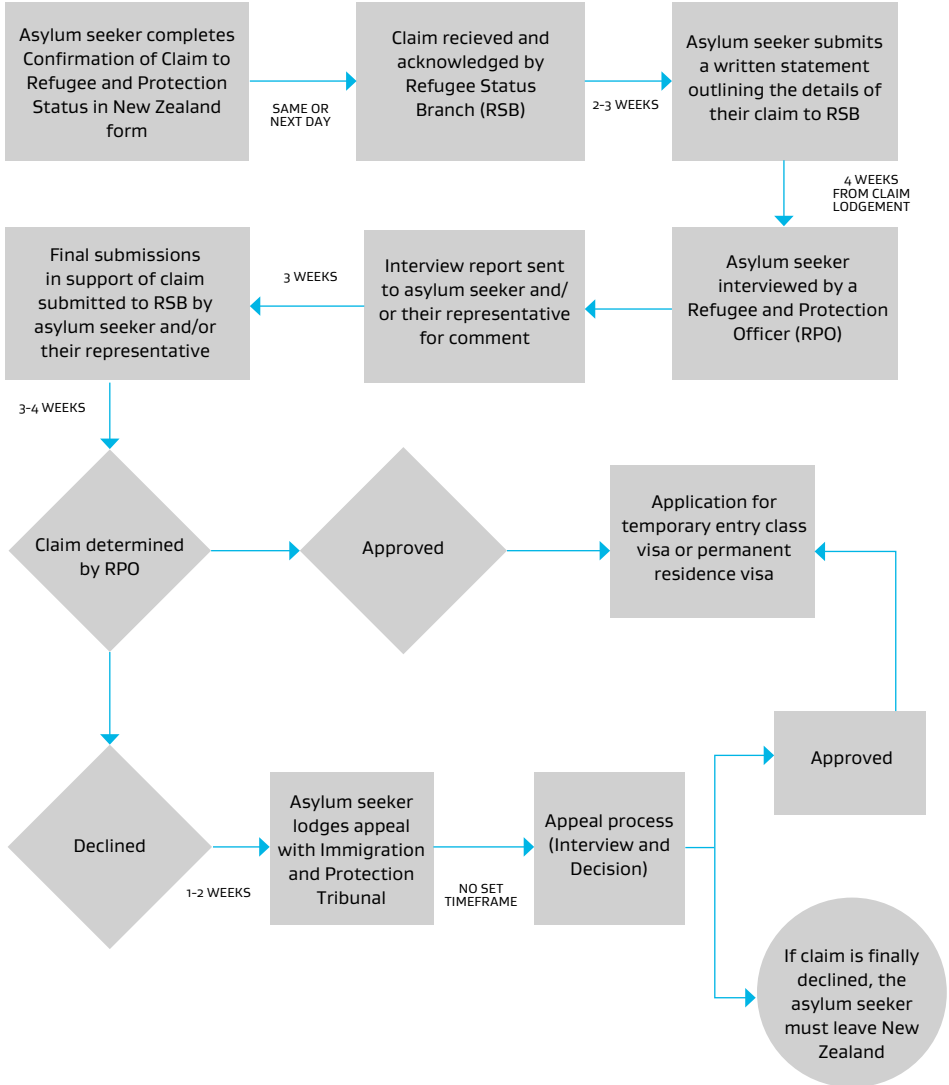 Asylum seeker completes
Confirmation of Claim to
Refugee and Protection
Status in New Zealand
form
SAME OR
NEXT DAY
Claim recieved and
acknowledged by
Refugee Status
Branch (RSB)
2-3 WEEKS
Asylum seeker submits
a written statement
outlining the details of
their claim to RSB
4 WEEKS
FROM CLAIM
LODGEMENT
Asylum seeker
interviewed by a
Refugee and Protection
Officer (RPO)
Interview report sent
to asylum seeker and/
or their representative
for comment
3 WEEKS
Final submissions
in support of claim
submitted to RSB by
asylum seeker and/or
their representative
3-4 WEEKS
Claim determined
by RPO
Approved
Application for
temporary entry class
visa or permanent
residence visa
Declined
1-2 WEEKS
Asylum seeker
lodges appeal
with Immigration
and Protection
Tribunal
NO SET
TIMEFRAME
Appeal process
(Interview and
Decision)
Approved
If claim is finally
declined, the
asylum seeker
must leave New
Zealand